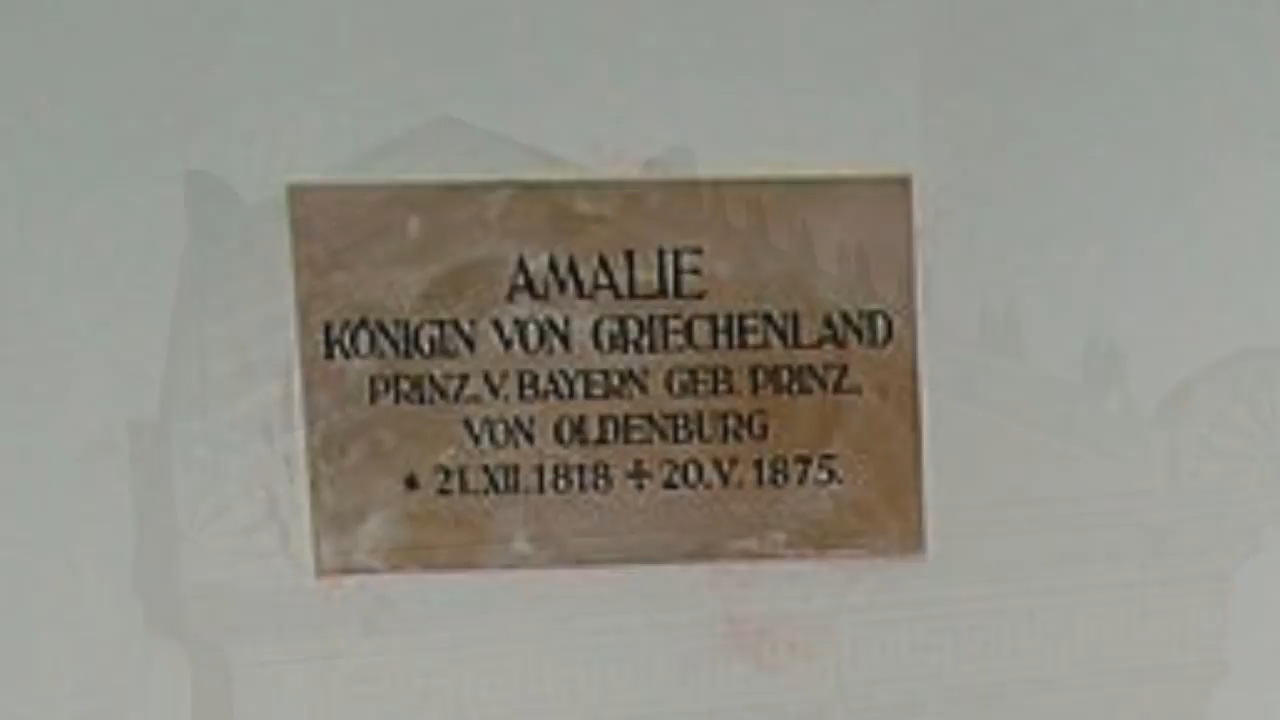 AMALIE
KÖNIGIN VON GRIECHENLAND
PRINZ. V. BAYERN GEB. PRINZ.
VON OLDENBURG
* 21.XII.1818 ✢ 20.V. 1875.